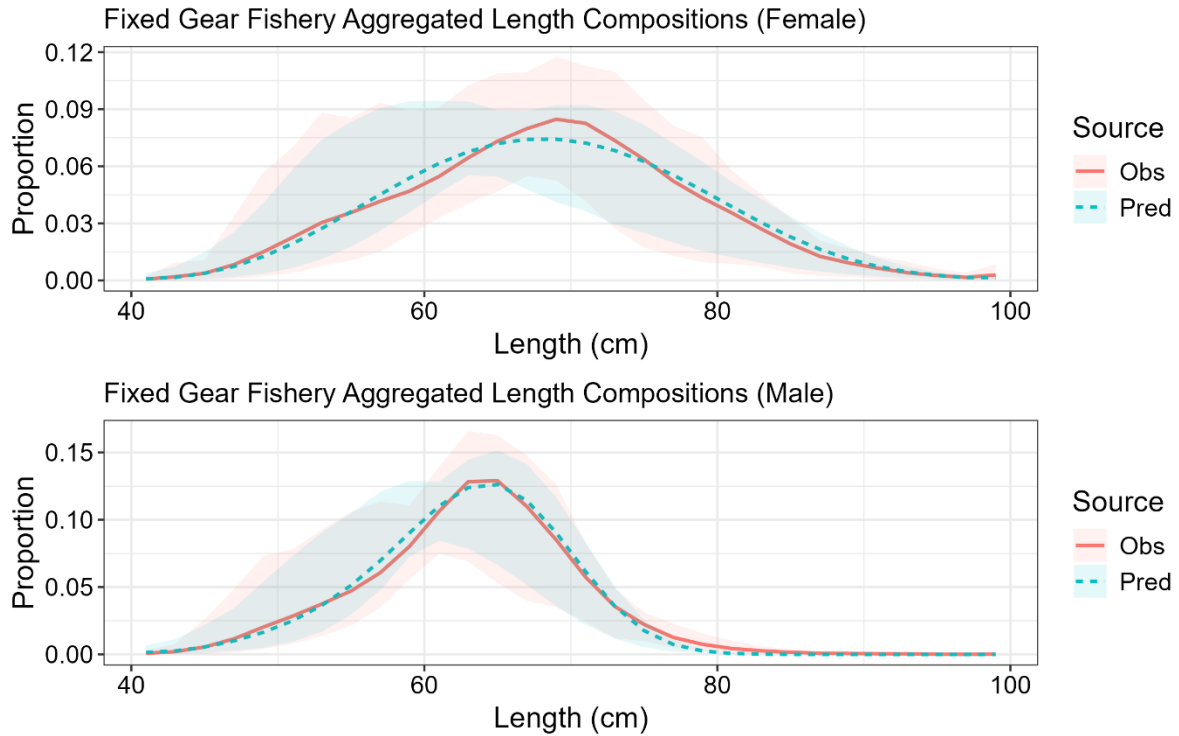 Fixed Gear Fishery Aggregated Length Compositions (Female)
0.12
0.09
0.06
0.03
0.00
Proportion
40
60
80
100
Length (cm)
Source
Obs
Pred
Fixed Gear Fishery Aggregated Length Compositions (Male)
0.15
0.10
0.05
0.00
Proportion
40
60
80
100
Length (cm)
Source
Obs
Pred